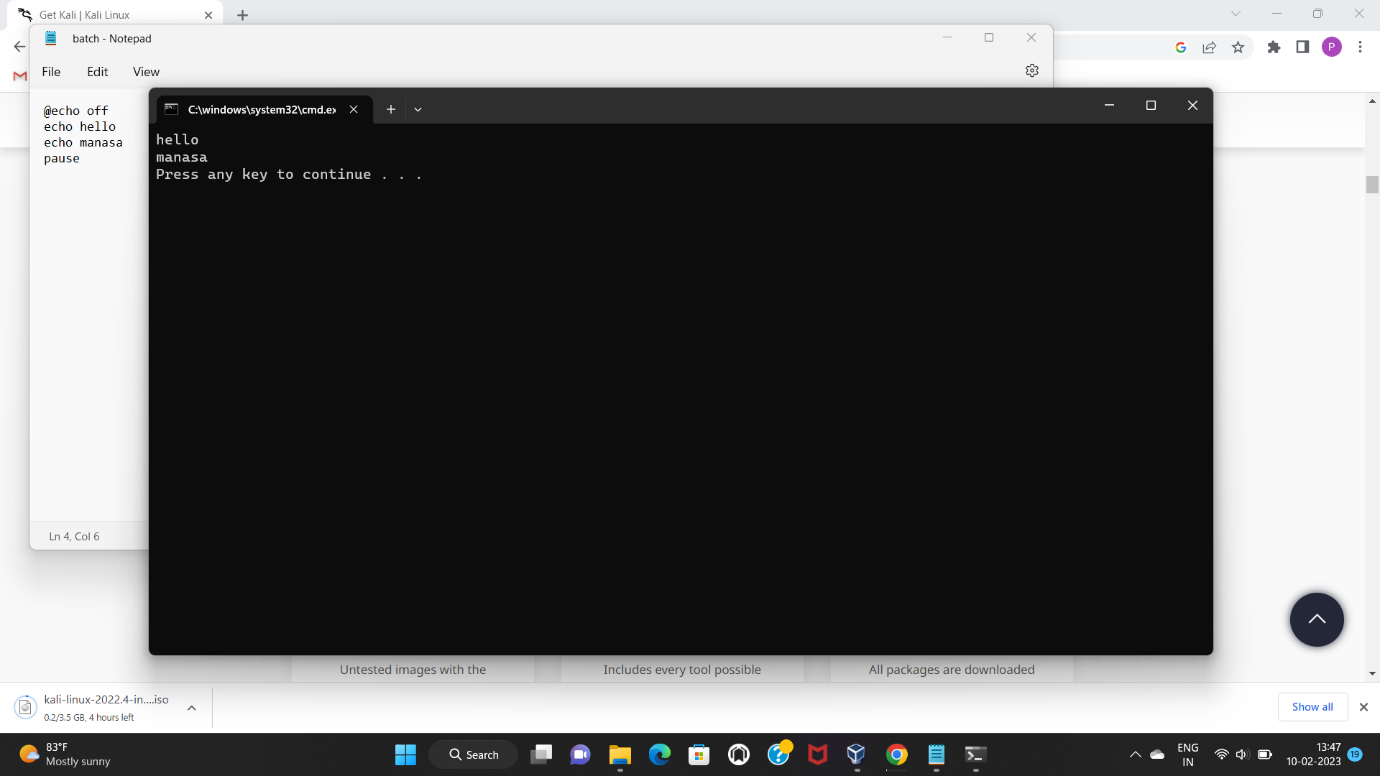 Get Kali | Kali Linux
batch - Notepad
File Edit View
@echo off
echo hello
echo manasa
pause
C:\windows\system32\cmd.ex
hello
manasa
Press any key to continue . . .
P
Ln 4, Col 6
Untested images with the
Includes every tool possible
All packages are downloaded
kali-linux-2022.4-in....iso
0.2/3.5 GB, 4 hours left
Show all
83°F
Mostly sunny
Search
ENG
IN
13:47
10-02-2023
19